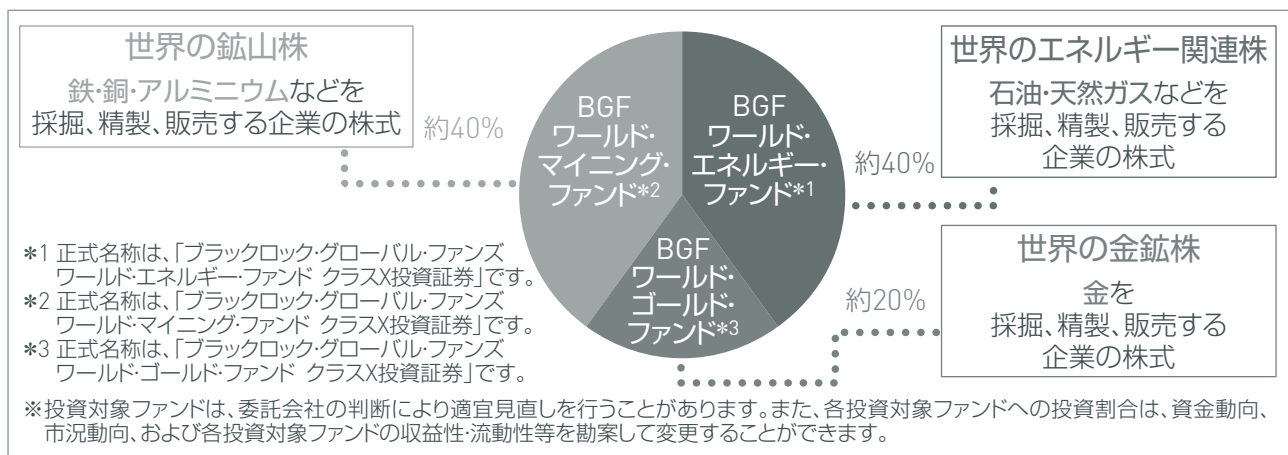 世界の鉱山株
鉄・銅・アルミニウムなどを
採掘、精製、販売する企業の株式
約40%
BGF
ワールド・
マイニング・
ファンド*2
BGF
ワールド・
エネルギー・
ファンド*1
世界のエネルギー関連株
石油・天然ガスなどを
採掘、精製、販売する
企業の株式
約40%
BGF
ワールド・
ゴールド・
ファンド*3
約20%
世界の金鉱株
金を
採掘、精製、販売する
企業の株式
*1 正式名称は、「ブラックロック・グローバル・ファンズ
ワールド・エネルギー・ファンド クラスX投資証券」です。
*2 正式名称は、「ブラックロック・グローバル・ファンズ
ワールド・マイニング・ファンド クラスX投資証券」です。
*3 正式名称は、「ブラックロック・グローバル・ファンズ
ワールド・ゴールド・ファンド クラスX投資証券」です。
※投資対象ファンドは、委託会社の判断により適宜見直しを行うことがあります。また、各投資対象ファンドへの投資割合は、資金動向、
市況動向、および各投資対象ファンドの収益性・流動性等を勘案して変更することができます。